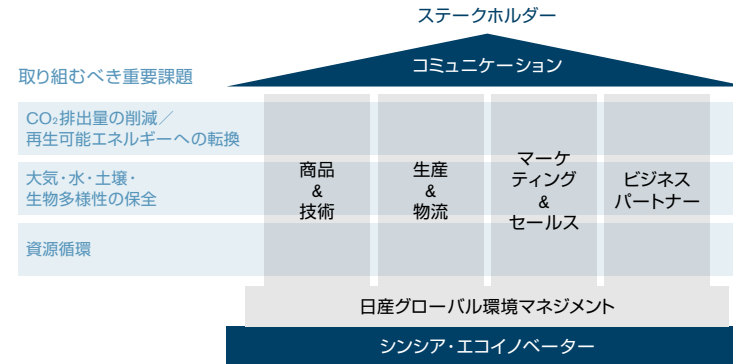 ステークホルダー
コミュニケーション
取り組むべき重要課題
CO₂排出量の削減／
再生可能エネルギーへの転換
大気・水・土壌・
生物多様性の保全
資源循環
商品
&
技術
生産
&
物流
マーケ
ティング
&
セールス
ビジネス
パートナー
日産グローバル環境マネジメント
シンシア・エコイノベーター